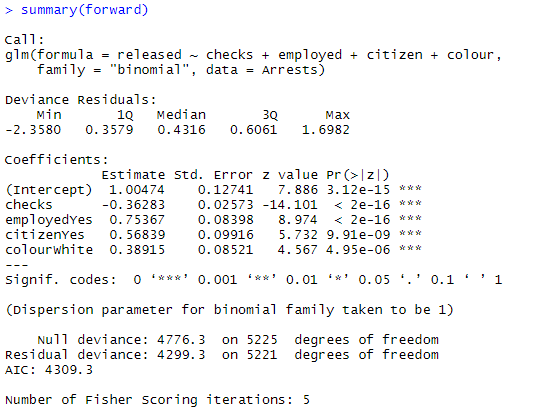 > summary(forward)
Call:
glm(formula = released ~ checks + employed + citizen + colour,
family = "binomial", data = Arrests)
Deviance Residuals:
Min 1Q Median 3Q Max
-2.3580 0.3579 0.4316 0.6061 1.6982
Coefficients:
Estimate Std. Error z value Pr(>|z|)
(Intercept) 1.00474 0.12741 7.886 3.12e-15 ***
checks -0.36283 0.02573 -14.101 < 2e-16 ***
employedYes 0.75367 0.08398 8.974 < 2e-16 ***
citizenYes 0.56839 0.09916 5.732 9.91e-09 ***
colourWhite 0.38915 0.08521 4.567 4.95e-06 ***
---
Signif. codes: 0 ‘***’ 0.001 ‘**’ 0.01 ‘*’ 0.05 ‘.’ 0.1 ‘ ’ 1
(Dispersion parameter for binomial family taken to be 1)
Null deviance: 4776.3 on 5225 degrees of freedom
Residual deviance: 4299.3 on 5221 degrees of freedom
AIC: 4309.3
Number of Fisher Scoring iterations: 5